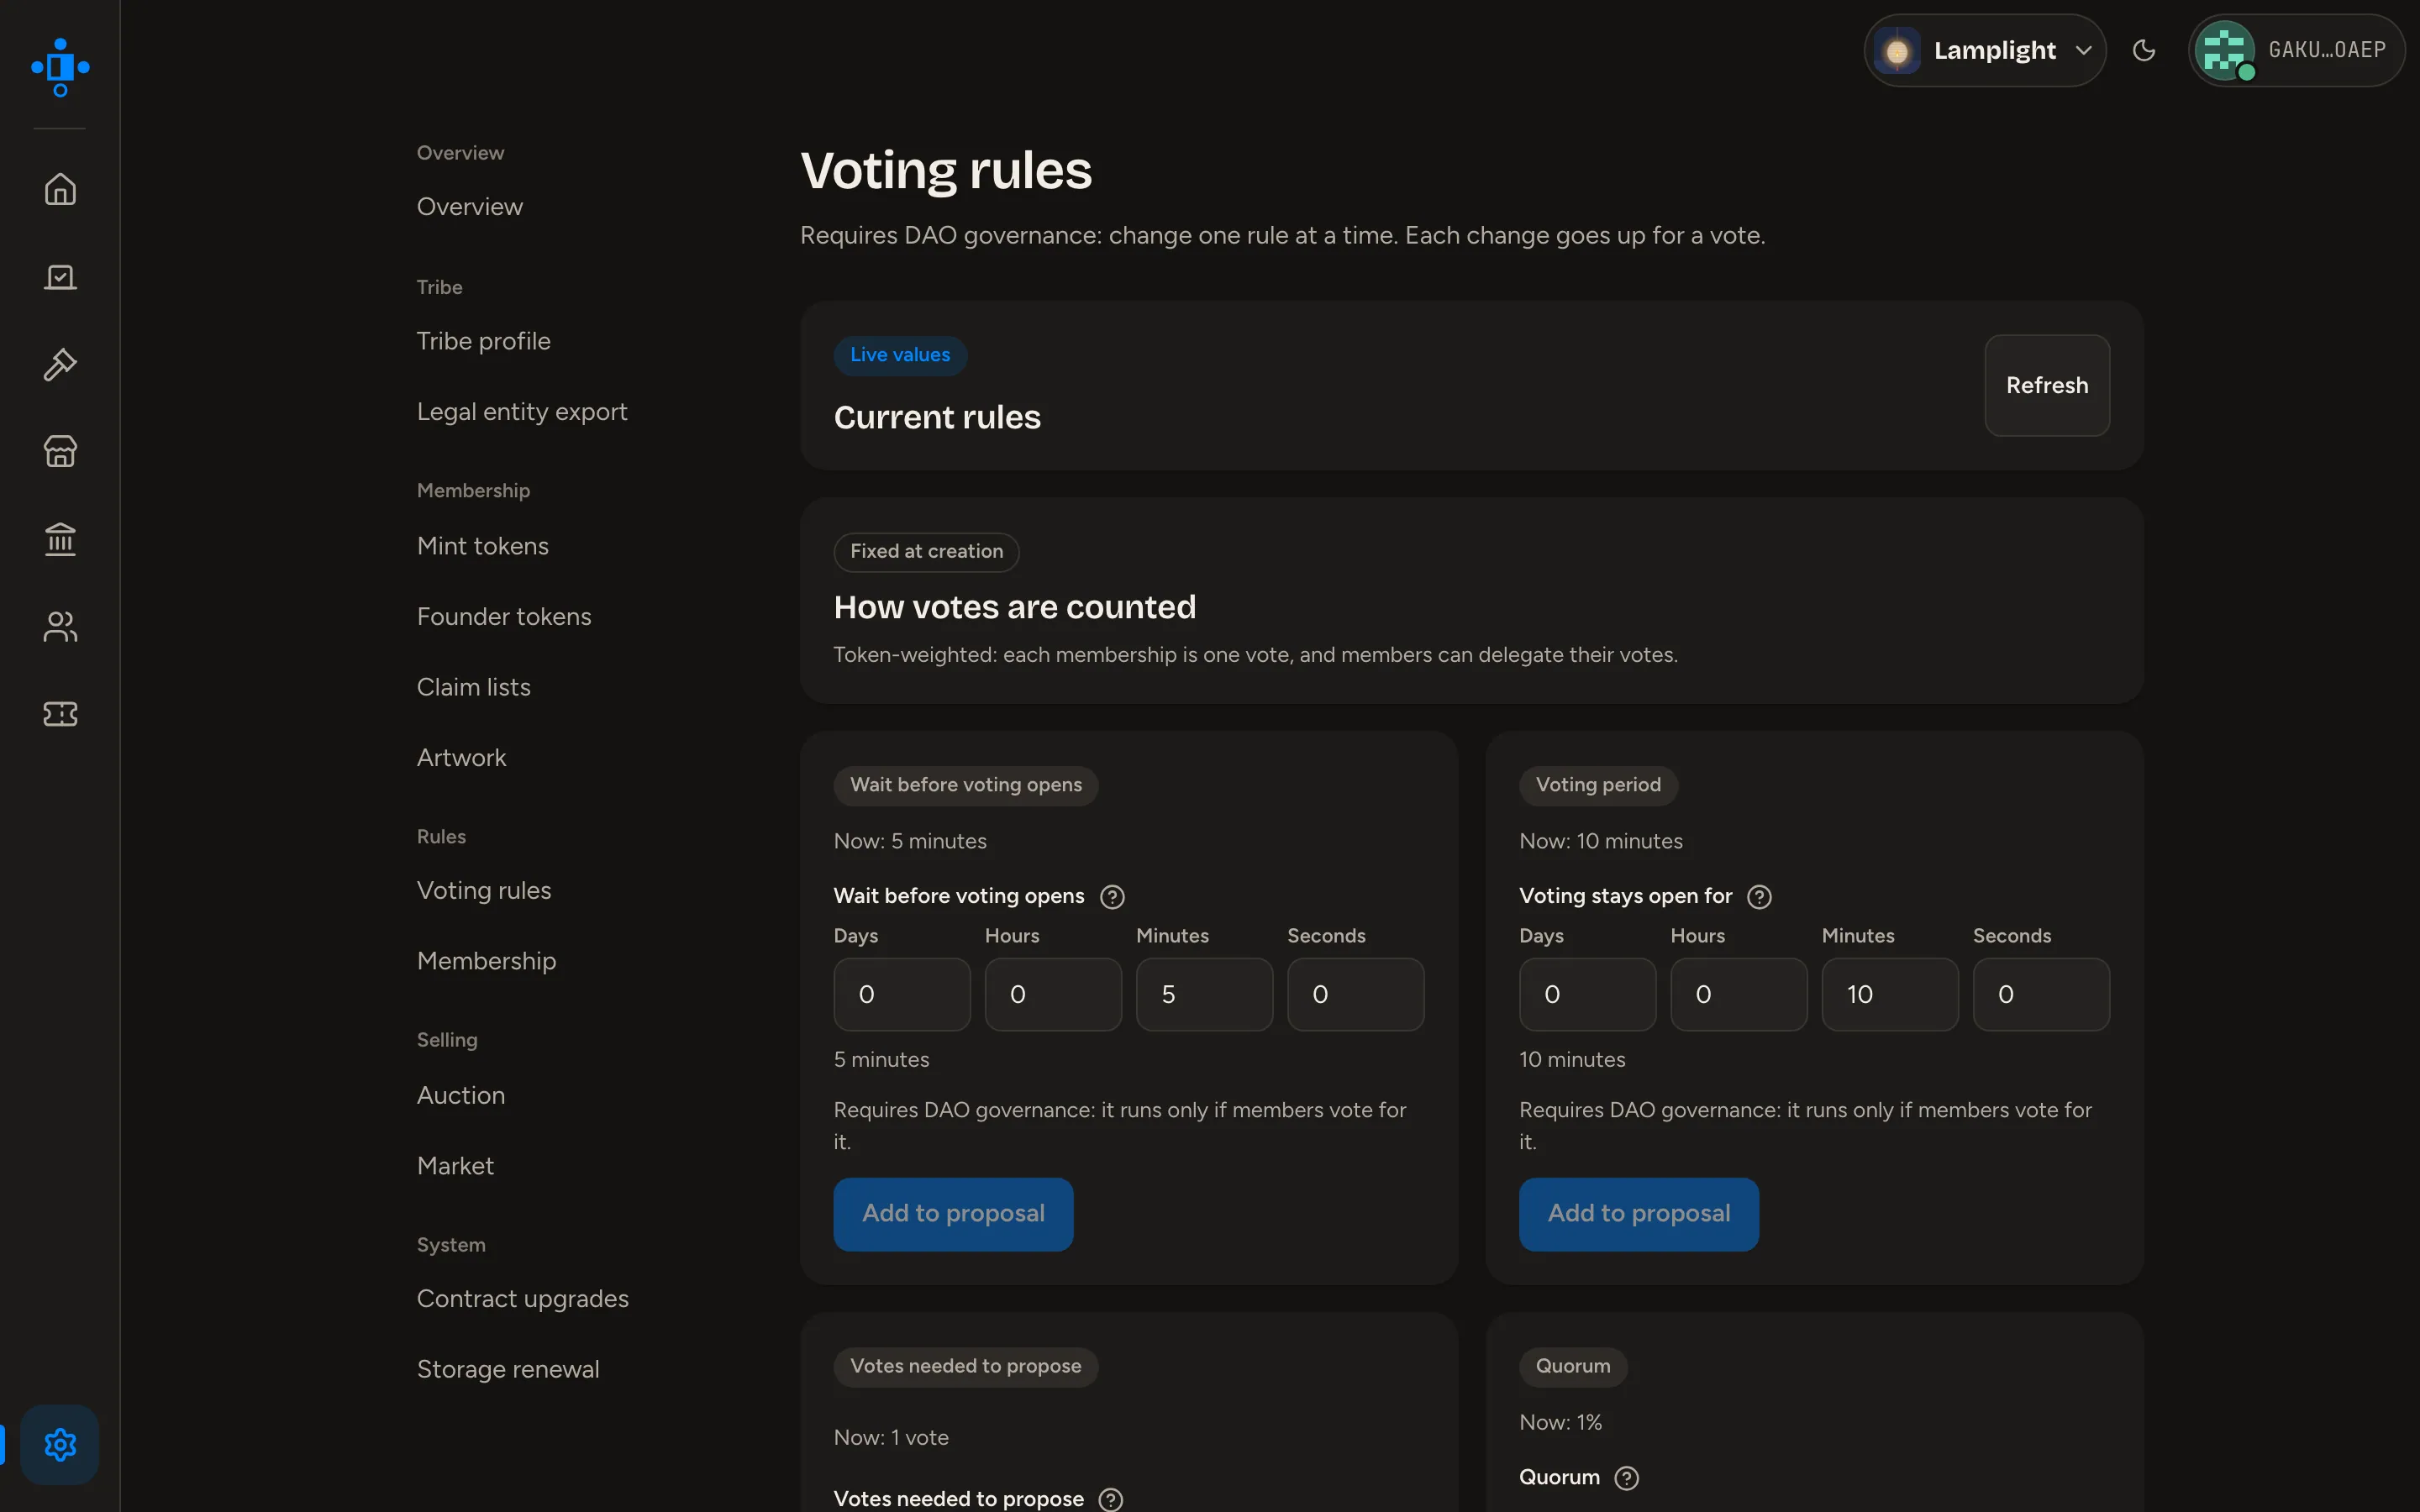 Lamplight
GAKU...OAEP
Overview
Overview
Tribe
Tribe profile
Legal entity export
Membership
Mint tokens
Founder tokens
Claim lists
Artwork
Rules
Voting rules
Membership
Selling
Auction
Market
System
Contract upgrades
Storage renewal
Voting rules
Requires DAO governance: change one rule at a time. Each change goes up for a vote.
Live values
Current rules
Refresh
Fixed at creation
How votes are counted
Token-weighted: each membership is one vote, and members can delegate their votes.
Wait before voting opens
Now: 5 minutes
Wait before voting opens
Days Hours Minutes Seconds
0 0 5 0
5 minutes
Requires DAO governance: it runs only if members vote for
it.
Add to proposal
Voting period
Now: 10 minutes
Voting stays open for
Days Hours Minutes Seconds
0 0 10 0
10 minutes
Requires DAO governance: it runs only if members vote for
it.
Add to proposal
Votes needed to propose
Now: 1 vote
Votes needed to propose
Quorum
Now: 1%
Quorum